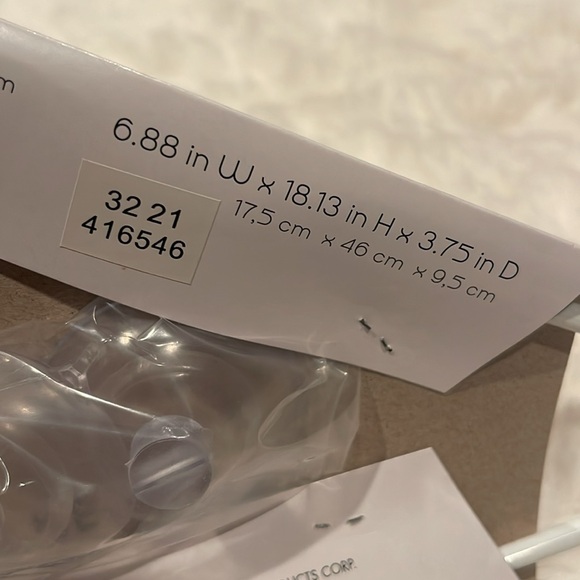 m
6.88 in W x 18.13 in H x 3.75 in D
17,5 cm x 46 cm x 9,5 cm
32 21
416546
CORP.